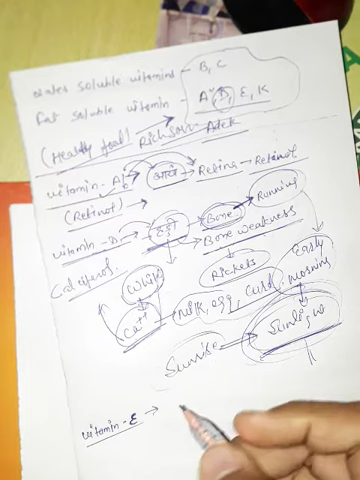 Water soluble vitamins - B, C
Fat soluble vitamin → A, D, E, K
(Healthy food) Rich Source Adek
vitamin - A → आँख → Retina → Retinol
(Retinol) →
vitamin - D → हड्डी → Bone → Running
Calciferol. → Bone weakness
Rickets
Early morning
White
Ca++ → milk, egg, curd,
Sunrise → Sunlight
vitamin - E →